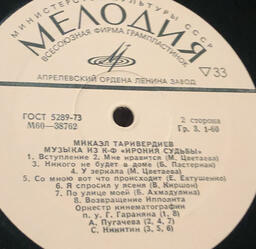 МИНИСТЕРСТВО КУЛЬТУРЫ СССР
МЕЛОДИЯ
ВСЕСОЮЗНАЯ ФИРМА ГРАМПЛАСТИНОК
АПРЕЛЕВСКИЙ ОРДЕНА ЛЕНИНА ЗАВОД
▽33
ГОСТ 5289-73
М60—38762
2 сторона
Гр. 3. 1-60
МИКАЭЛ ТАРИВЕРДИЕВ
МУЗЫКА ИЗ К-Ф «ИРОНИЯ СУДЬБЫ»
1. Вступление 2. Мне нравится (М. Цветаева)
3. Никого не будет в доме (Б. Пастернак)
4. У зеркала (М. Цветаева)
5. Со мною вот что происходит (Е. Евтушенко)
6. Я спросил у ясеня (В. Киршон)
7. По улице моей (Б. Ахмадулина)
8. Возвращение Ипполита
Оркестр кинематографии
п. у. Г. Гараняна (1, 8)
А. Пугачева (2, 4, 7)
С. Никитин (3, 5, 6)